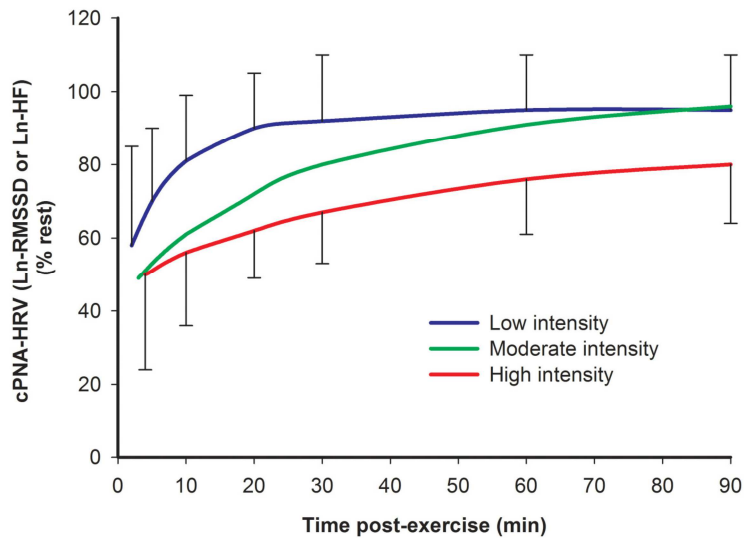 cPNA-HRV (Ln-RMSSD or Ln-HF)
(% rest)
120
100
80
60
40
20
0
Low intensity
Moderate intensity
High intensity
0 10 20 30 40 50 60 70 80 90
Time post-exercise (min)